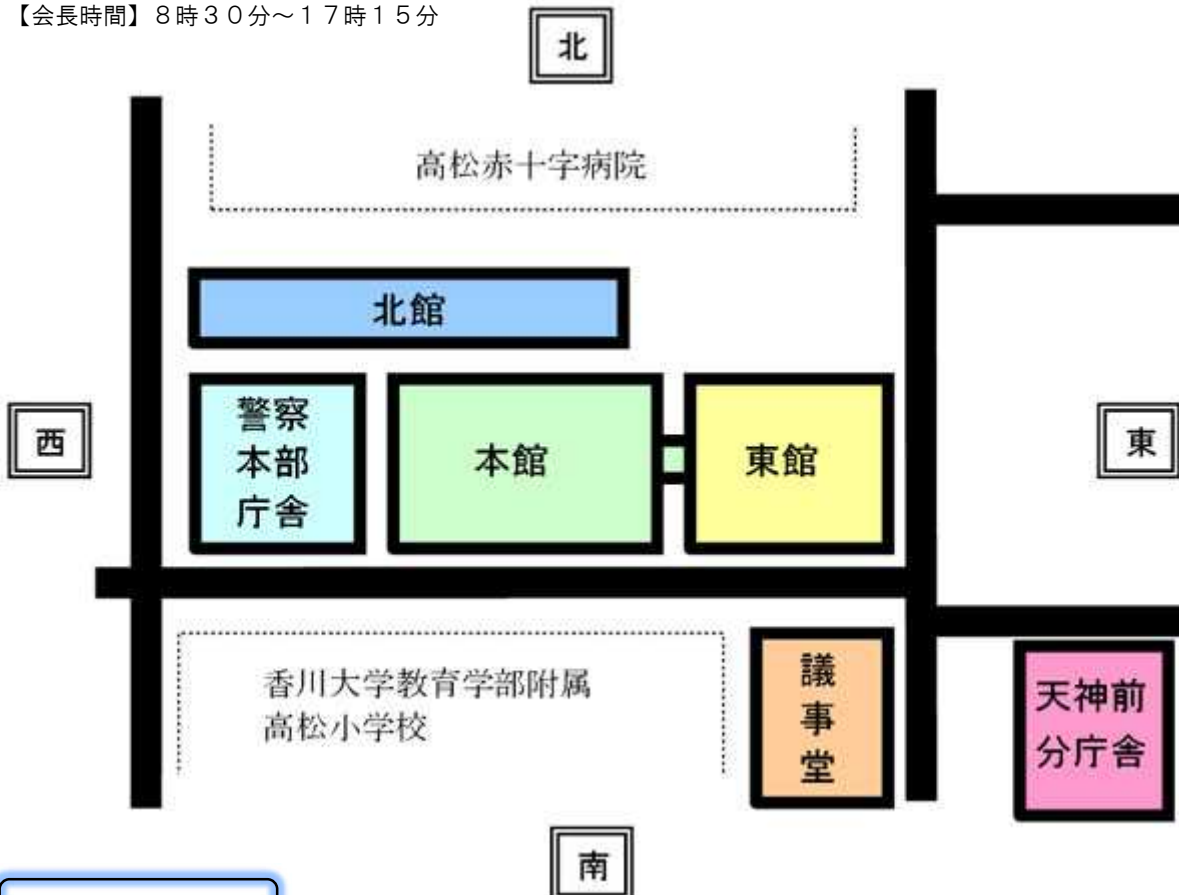 【会長時間】８時３０分～１７時１５分
北
高松赤十字病院
北館
西
警察
本部
庁舎
本館
東館
東
香川大学教育学部附属
高松小学校
議
事
堂
天神前
分庁舎
南